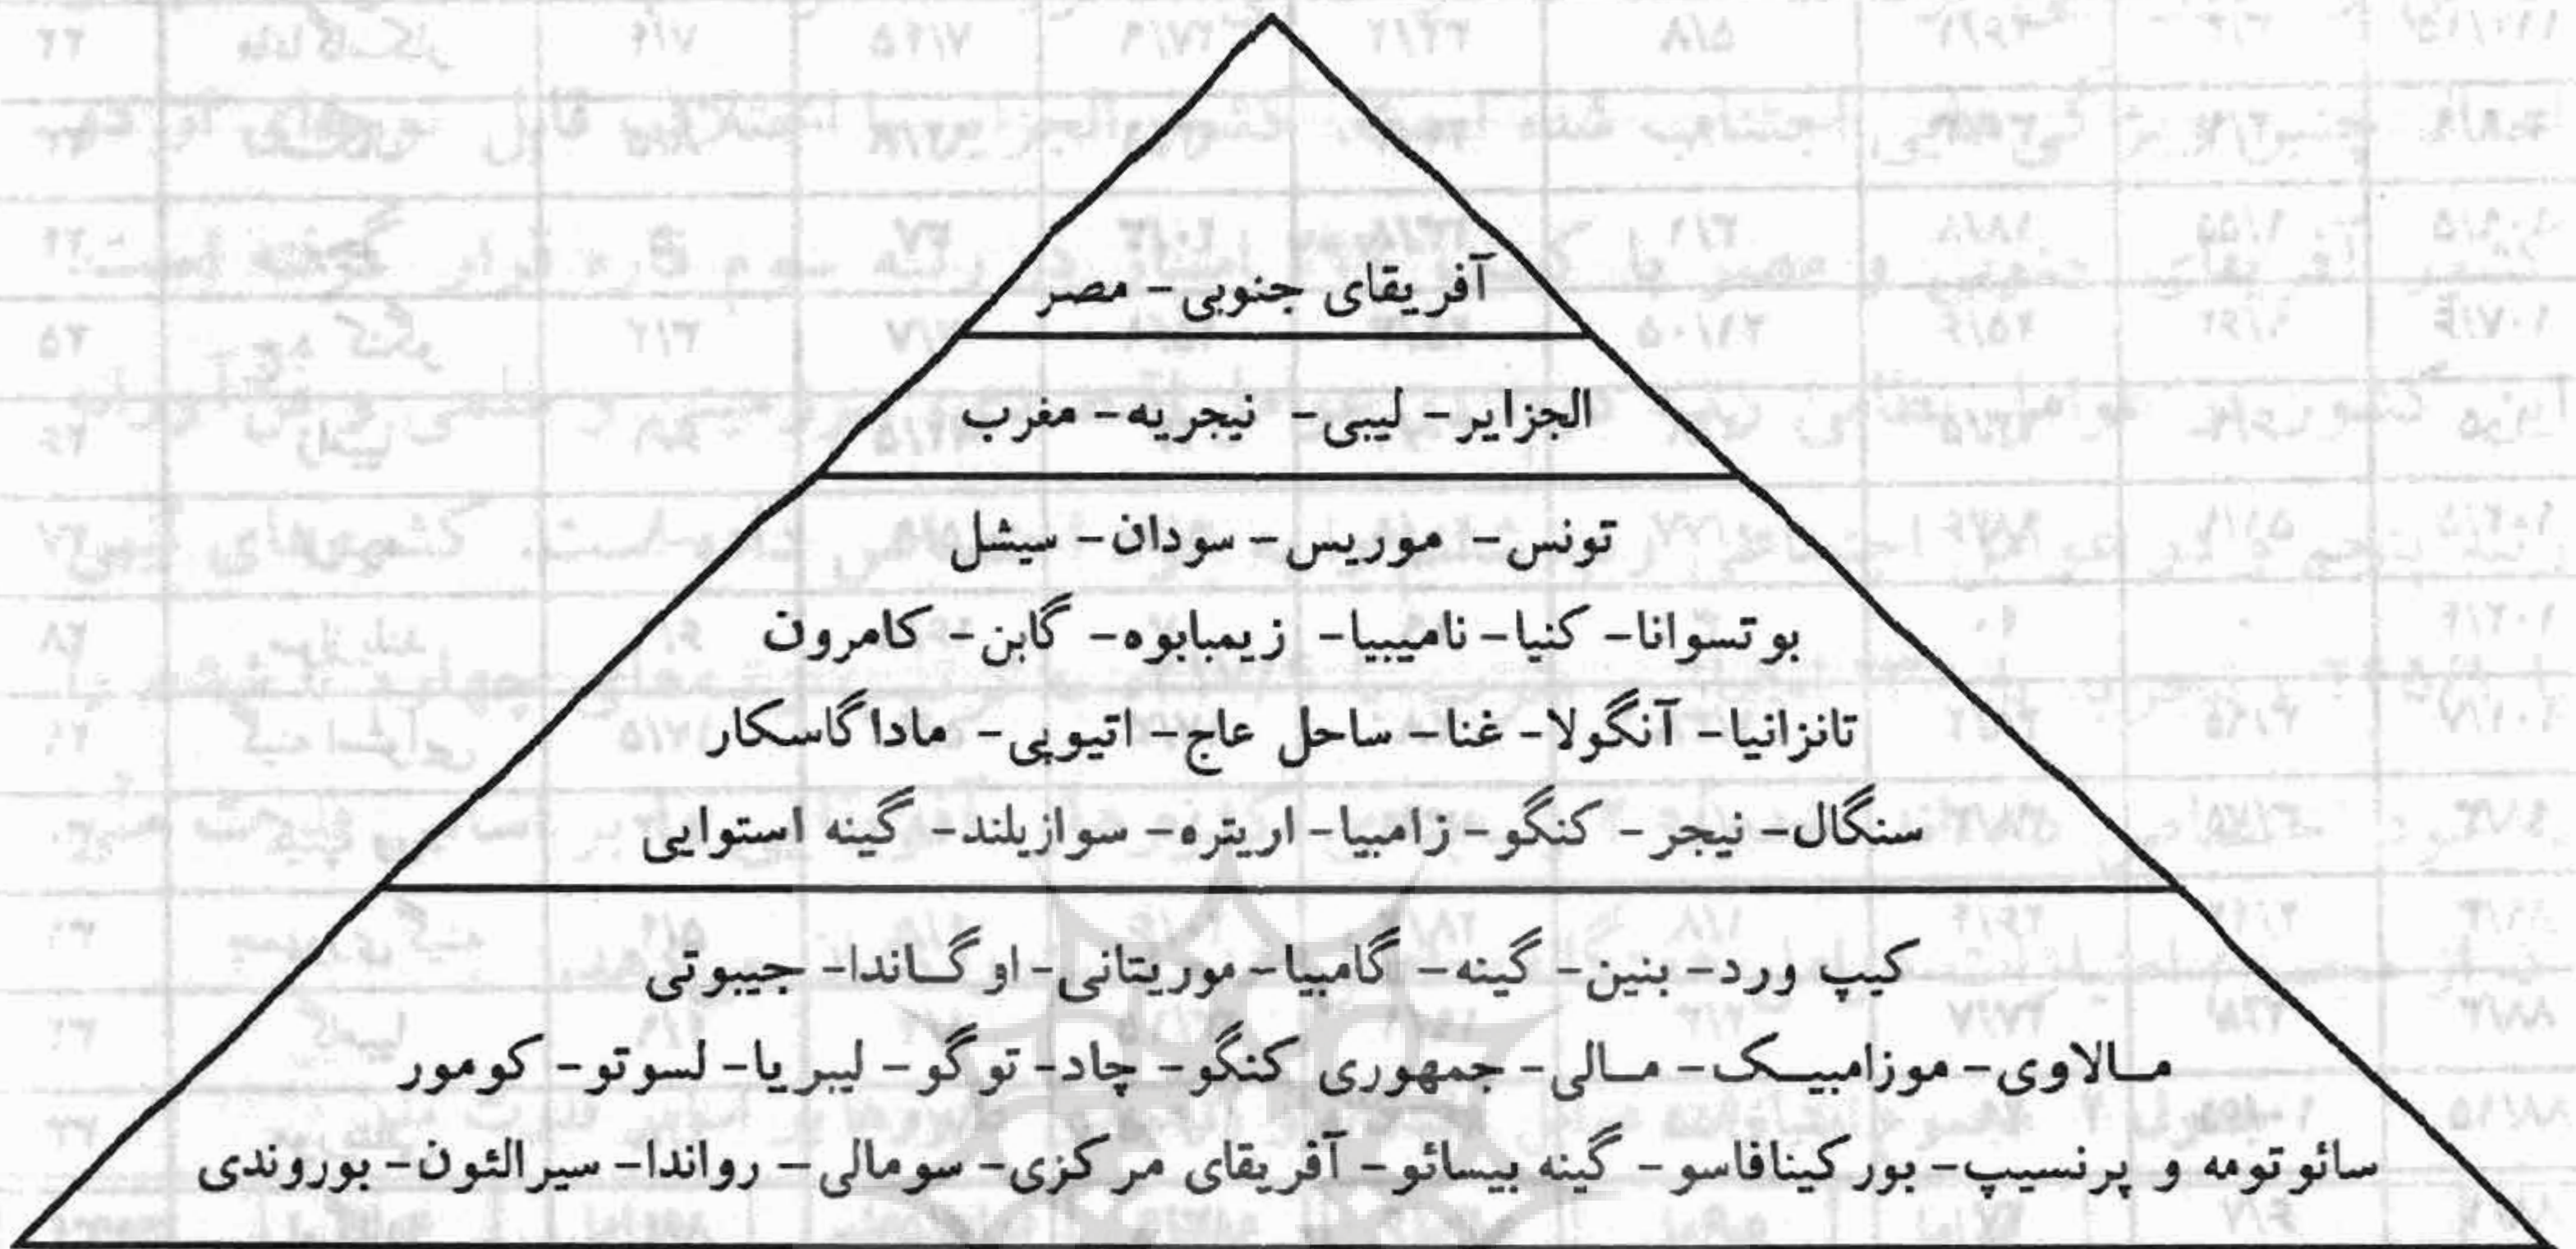 آفریقای جنوبی- مصر
الجزایر- لیبی- نیجریه- مغرب
تونس- موریس- سودان- سیشل
بوتسوانا- کنیا- نامیبیا- زیمبابوه- گابن- کامرون
تانزانیا- آنگولا- غنا- ساحل عاج- اتیوپی- ماداگاسکار
سنگال- نیجر- کنگو- زامبیا- اریتره- سوازیلند- گینه استوایی
کیپ ورد- بنین- گینه- گامبیا- موریتانی- اوگاندا- جیبوتی
مالاوی- موزامبیک- مالی- جمهوری کنگو- چاد- توگو- لیبریا- لسوتو- کومور
سائوتومه و پرنسیپ- بورکینافاسو- گینه بیسائو- آفریقای مرکزی- سومالی- رواندا- سیرالئون- بوروندی